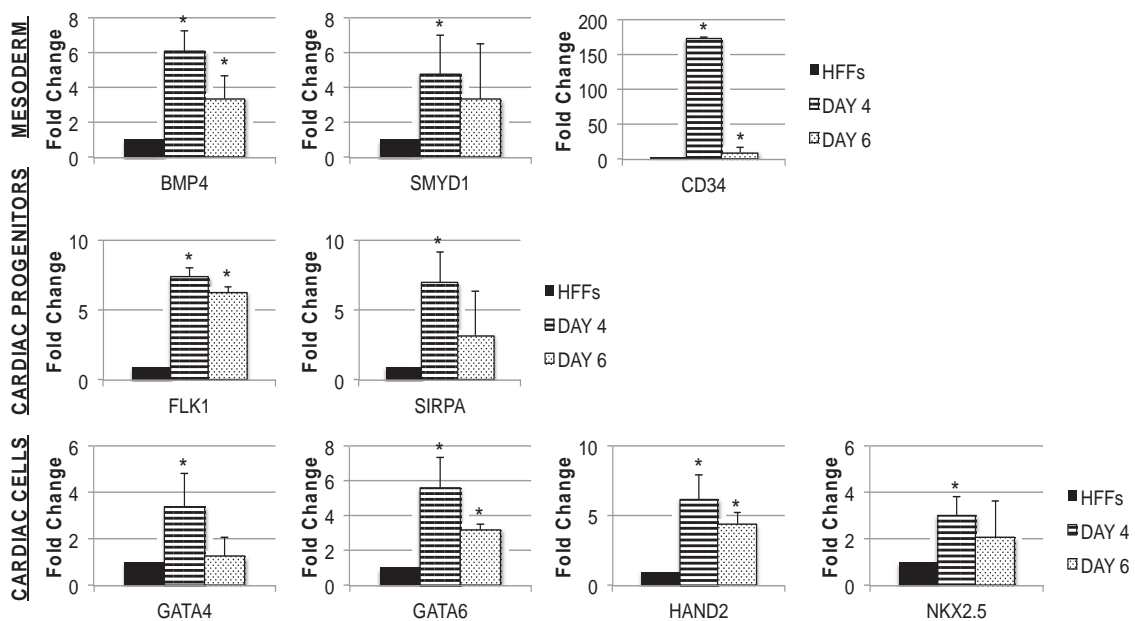 MESODERM
Fold Change
8
6
4
2
0
*
*
BMP4
Fold Change
8
6
4
2
0
*
SMYD1
Fold Change
200
150
100
50
0
*
*
CD34
HFFs
DAY 4
DAY 6
CARDIAC PROGENITORS
Fold Change
10
5
0
*
*
FLK1
Fold Change
10
5
0
*
SIRPA
HFFs
DAY 4
DAY 6
CARDIAC CELLS
Fold Change
6
4
2
0
*
GATA4
Fold Change
8
6
4
2
0
*
*
GATA6
Fold Change
10
5
0
*
*
HAND2
Fold Change
6
4
2
0
*
NKX2.5
HFFs
DAY 4
DAY 6